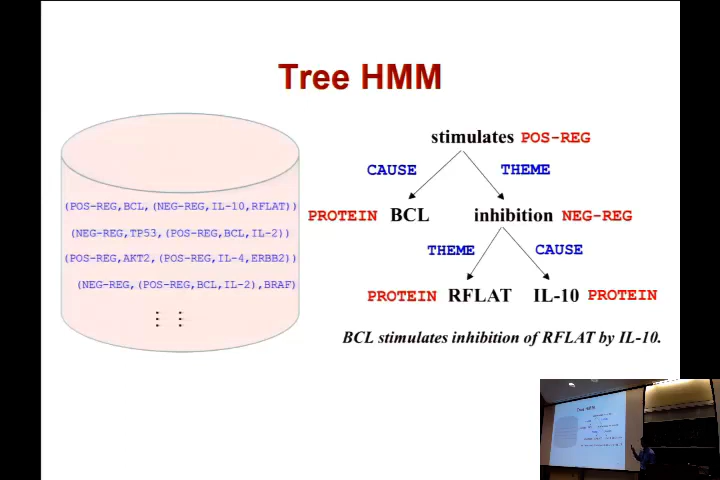 Tree HMM
(POS-REG,BCL,(NEG-REG,IL-10,RFLAT))
(NEG-REG,TP53,(POS-REG,BCL,IL-2))
(POS-REG,AKT2,(POS-REG,IL-4,ERBB2))
(NEG-REG,(POS-REG,BCL,IL-2),BRAF)
stimulates POS-REG
CAUSE THEME
PROTEIN BCL inhibition NEG-REG
THEME CAUSE
PROTEIN RFLAT IL-10 PROTEIN
BCL stimulates inhibition of RFLAT by IL-10.
Tree HMM